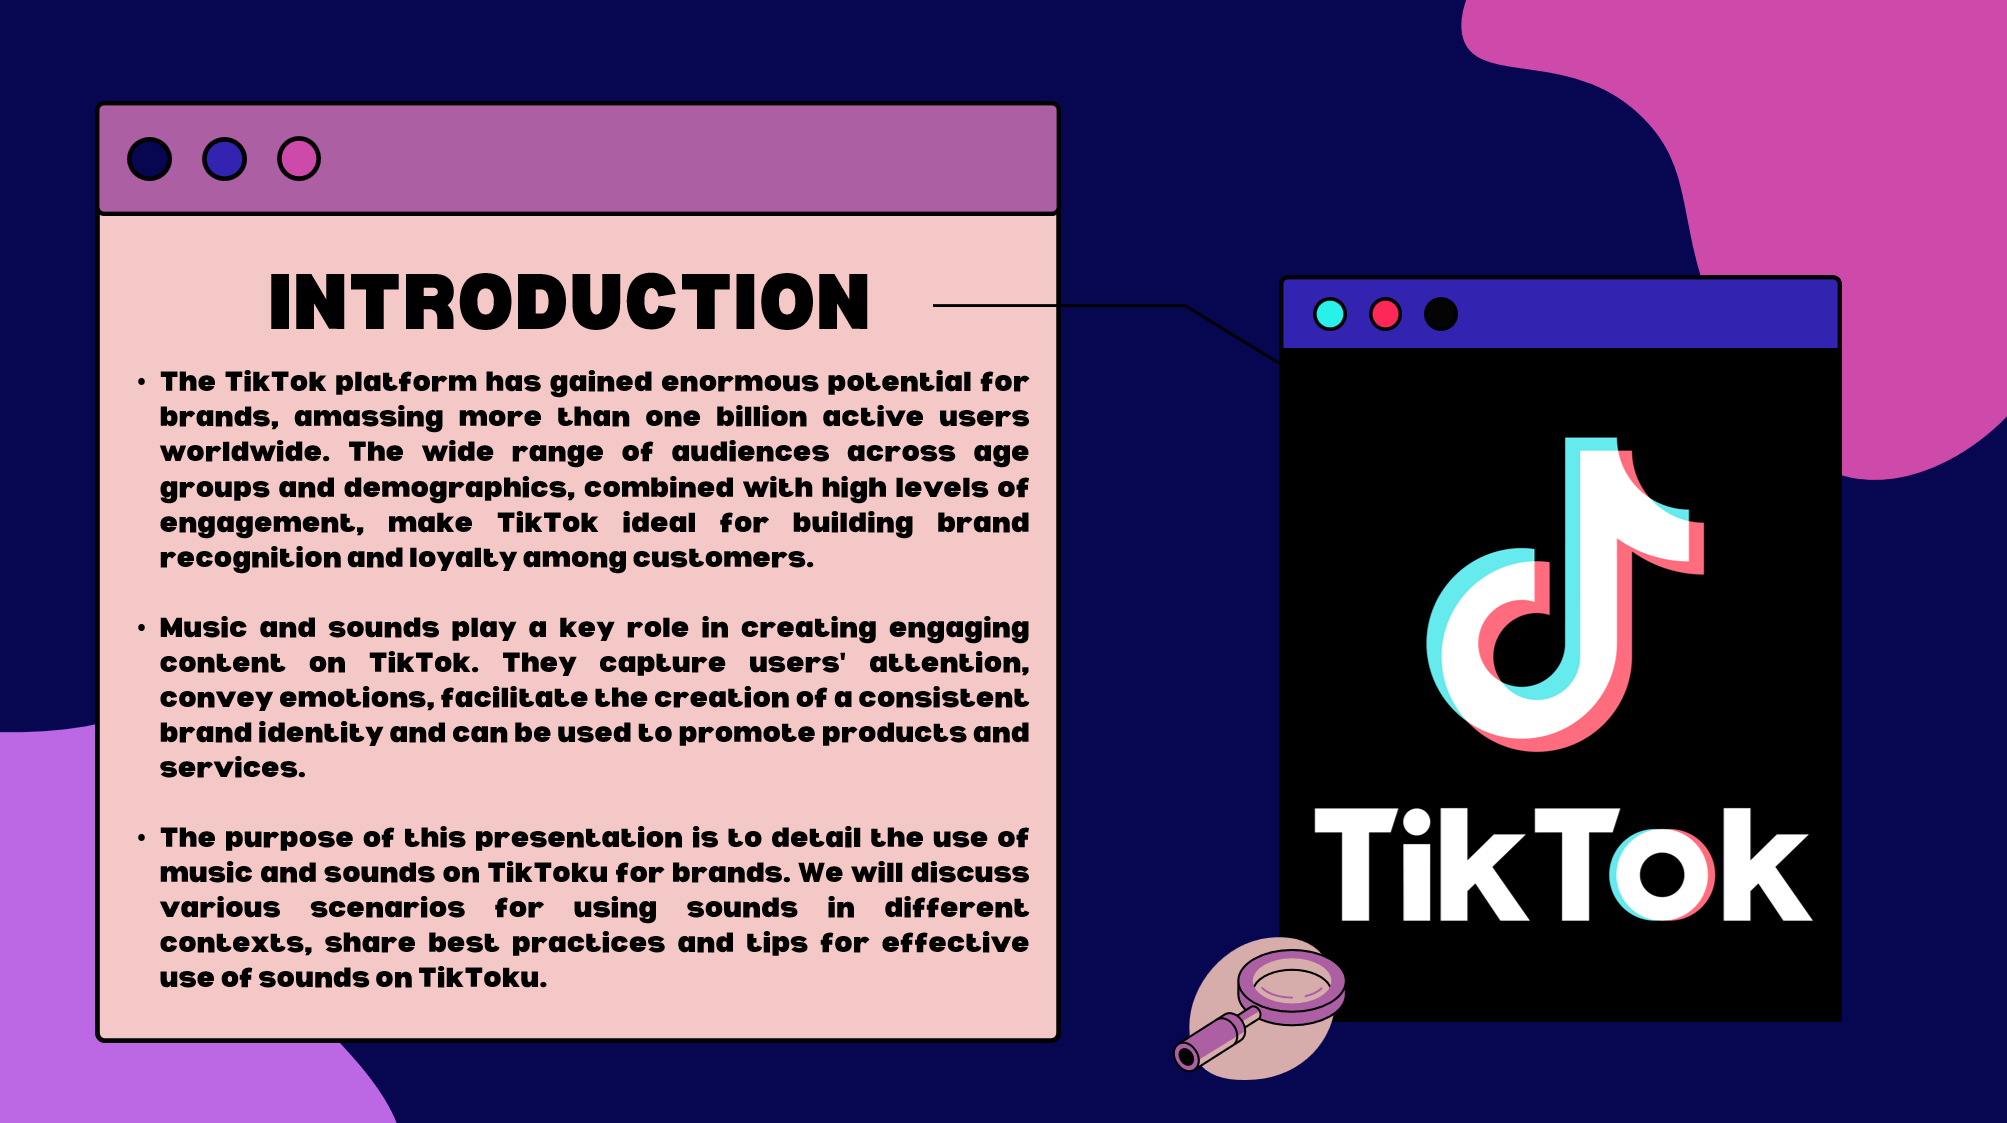 INTRODUCTION
• The TikTok platform has gained enormous potential for
brands, amassing more than one billion active users
worldwide. The wide range of audiences across age
groups and demographics, combined with high levels of
engagement, make TikTok ideal for building brand
recognition and loyalty among customers.
• Music and sounds play a key role in creating engaging
content on TikTok. They capture users' attention,
convey emotions, facilitate the creation of a consistent
brand identity and can be used to promote products and
services.
• The purpose of this presentation is to detail the use of
music and sounds on TikToku for brands. We will discuss
various scenarios for using sounds in different
contexts, share best practices and tips for effective
use of sounds on TikToku.
TikTok